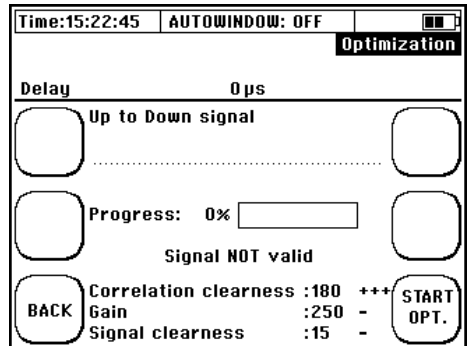 Time:15:22:45 AUTOWINDOW: OFF
Optimization
Delay 0 µs
Up to Down signal
Progress: 0%
Signal NOT valid
Correlation clearness :180 +++
BACK Gain :250 - START OPT.
Signal clearness :15 -